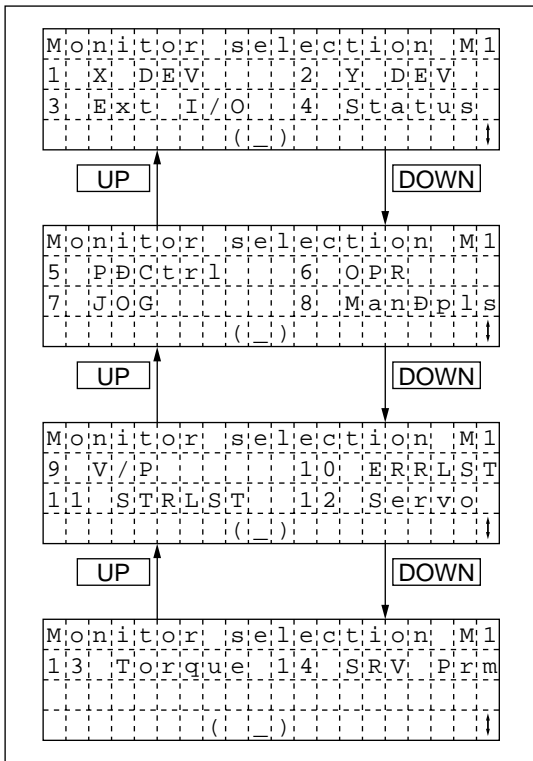 Monitor selection M1
1 X DEV 2 Y DEV
3 Ext I/O 4 Status
(_)
UP DOWN
Monitor selection M1
5 PÐCtrl 6 OPR
7 JOG 8 ManÐpls
(_)
UP DOWN
Monitor selection M1
9 V/P 10 ERRLST
11 STRLST 12 Servo
(_)
UP DOWN
Monitor selection M1
13 Torque 14 SRV Prm
( _)